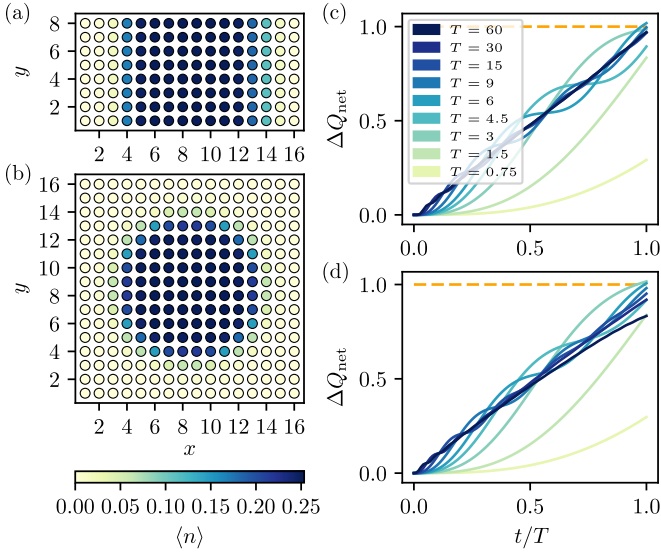 (a)
8
6
4
2
y
2 4 6 8 10 12 14 16
(b)
16
14
12
10
8
6
4
2
y
2 4 6 8 10 12 14 16
x
0.00 0.05 0.10 0.15 0.20 0.25
⟨n⟩
(c)
1.0
0.5
0.0
ΔQnet
T = 60
T = 30
T = 15
T = 9
T = 6
T = 4.5
T = 3
T = 1.5
T = 0.75
0.0 0.5 1.0
(d)
1.0
0.5
0.0
ΔQnet
0.0 0.5 1.0
t/T